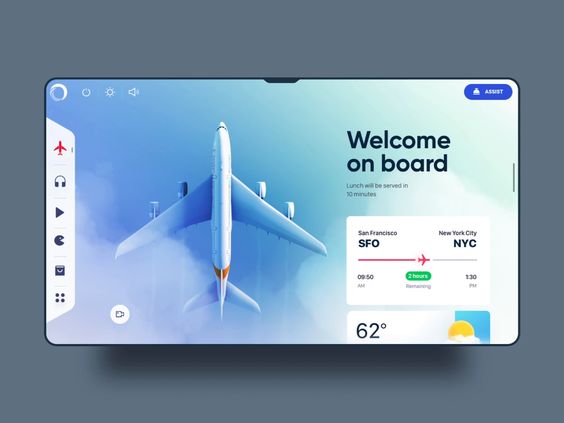 ASSIST
Welcome
on board
Lunch will be served in
10 minutes
San Francisco New York City
SFO NYC
09:50 2 hours 1:30
AM Remaining PM
62°